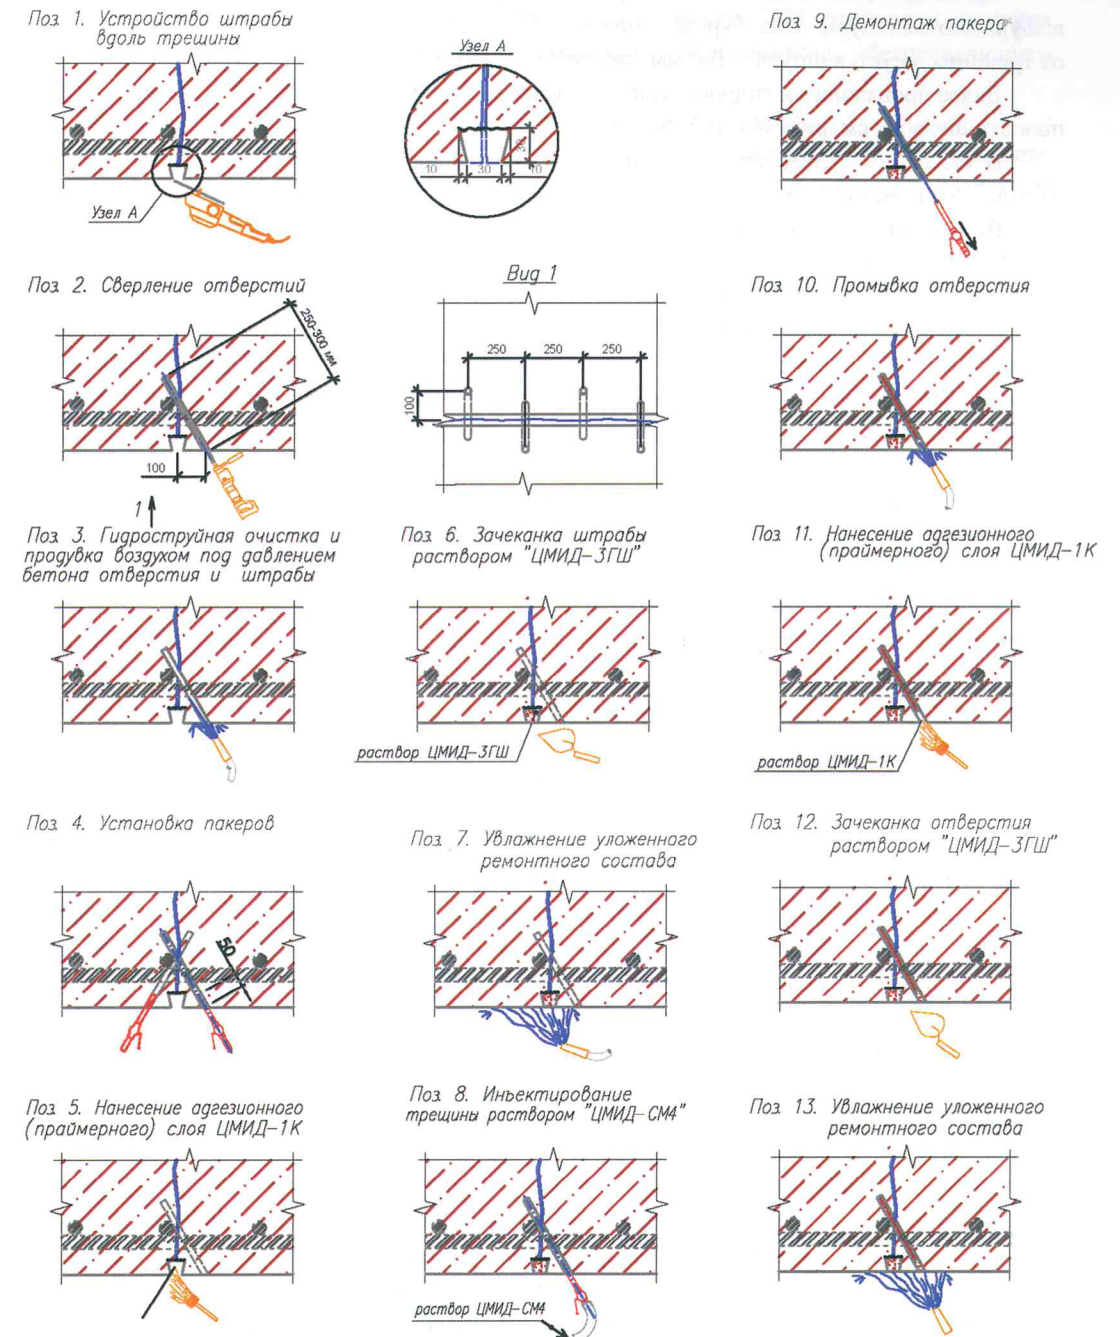 Поз. 1. Устройство штрабы
вдоль трещины
Узел А
Узел А
30
10
30
10
Поз. 2. Сверление отверстий
250-300 мм
100
1
Вид 1
250
250
250
100
Поз. 3. Гидроструйная очистка и
продувка воздухом под давлением
бетона отверстия и штрабы
Поз. 4. Установка пакеров
50
Поз. 5. Нанесение адгезионного
(праймерного) слоя ЦМИД-1К
Поз. 6. Зачеканка штрабы
раствором "ЦМИД-3ГШ"
раствор ЦМИД-3ГШ
Поз. 7. Увлажнение уложенного
ремонтного состава
Поз. 8. Инъектирование
трещины раствором "ЦМИД-СМ4"
раствор ЦМИД-СМ4
Поз. 9. Демонтаж пакера
Поз. 10. Промывка отверстия
Поз. 11. Нанесение адгезионного
(праймерного) слоя ЦМИД-1К
раствор ЦМИД-1К
Поз. 12. Зачеканка отверстия
раствором "ЦМИД-3ГШ"
Поз. 13. Увлажнение уложенного
ремонтного состава